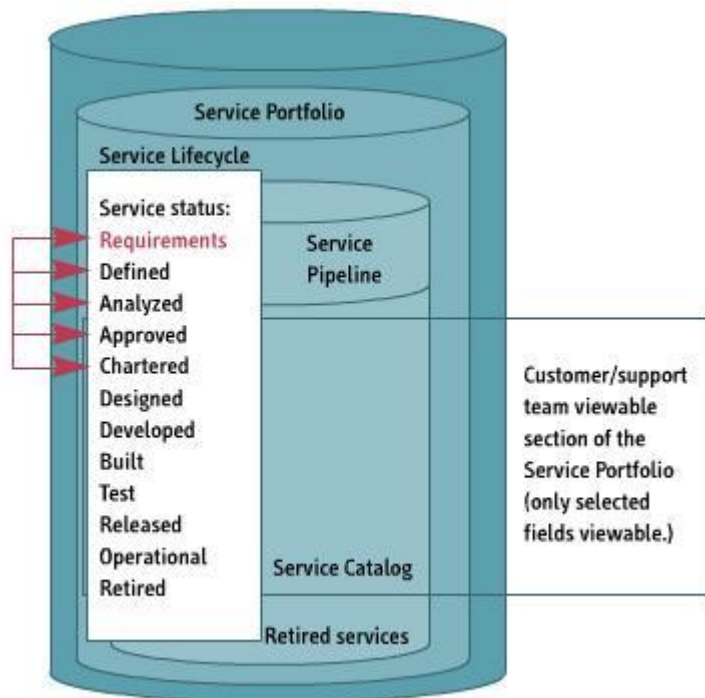 Service Portfolio
Service Lifecycle
Service status:
Requirements
Defined
Analyzed
Approved
Chartered
Designed
Developed
Built
Test
Released
Operational
Retired
Service
Pipeline
Customer/support
team viewable
section of the
Service Portfolio
(only selected
fields viewable.)
Service Catalog
Retired services